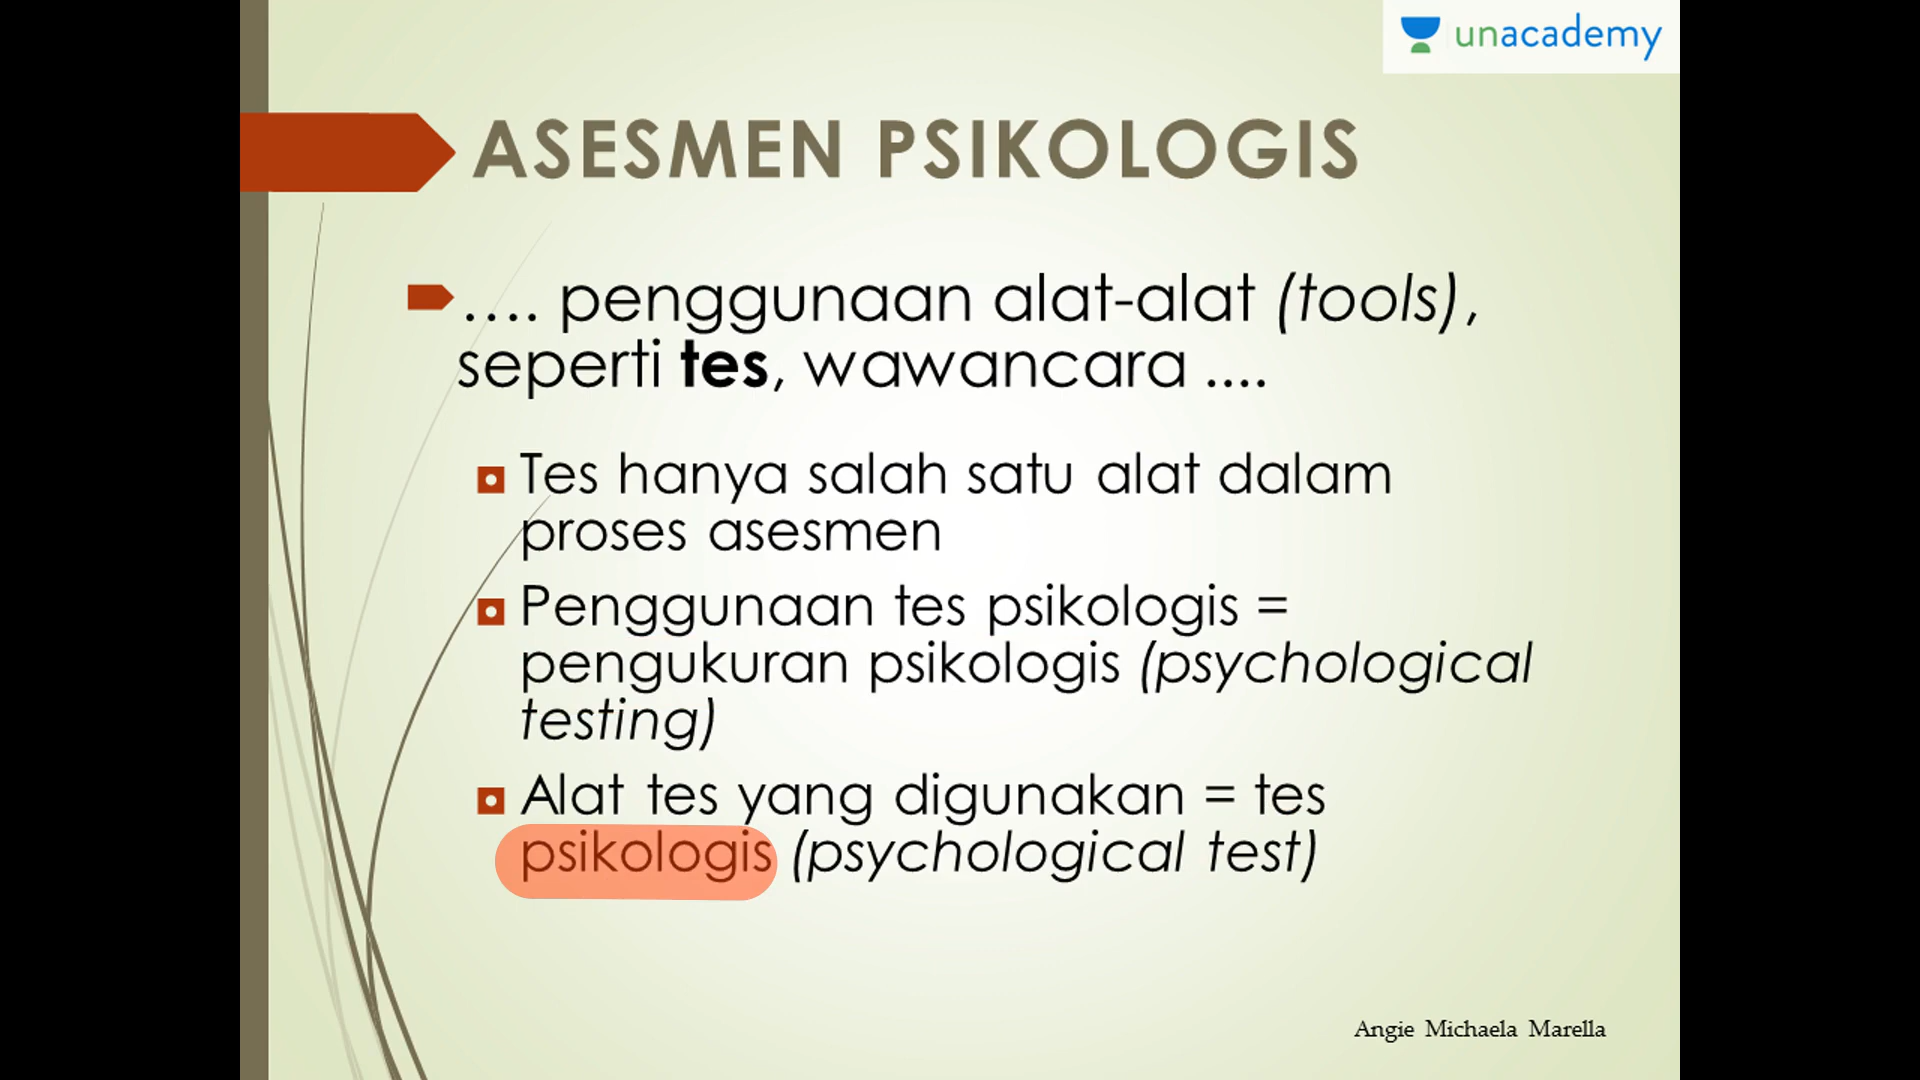 unacademy
ASESMEN PSIKOLOGIS
.... penggunaan alat-alat (tools),
seperti tes, wawancara ....
Tes hanya salah satu alat dalam
proses asesmen
Penggunaan tes psikologis =
pengukuran psikologis (psychological
testing)
Alat tes yang digunakan = tes
psikologis (psychological test)
Angie Michaela Marella